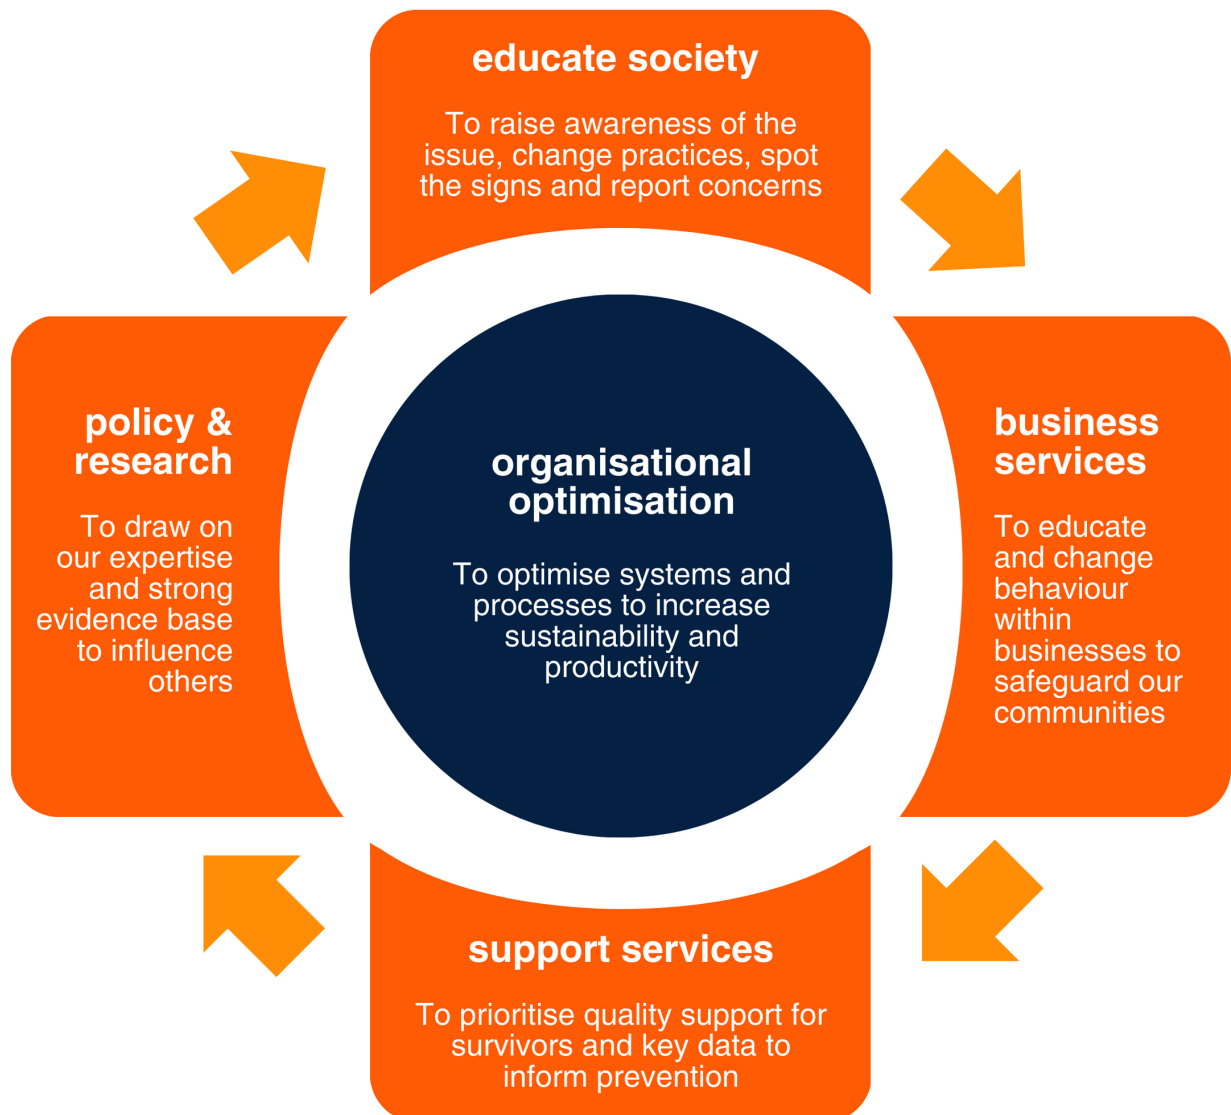 educate society
To raise awareness of the
issue, change practices, spot
the signs and report concerns
policy &
research
To draw on
our expertise
and strong
evidence base
to influence
others
organisational
optimisation
To optimise systems and
processes to increase
sustainability and
productivity
business
services
To educate
and change
behaviour
within
businesses to
safeguard our
communities
support services
To prioritise quality support for
survivors and key data to
inform prevention